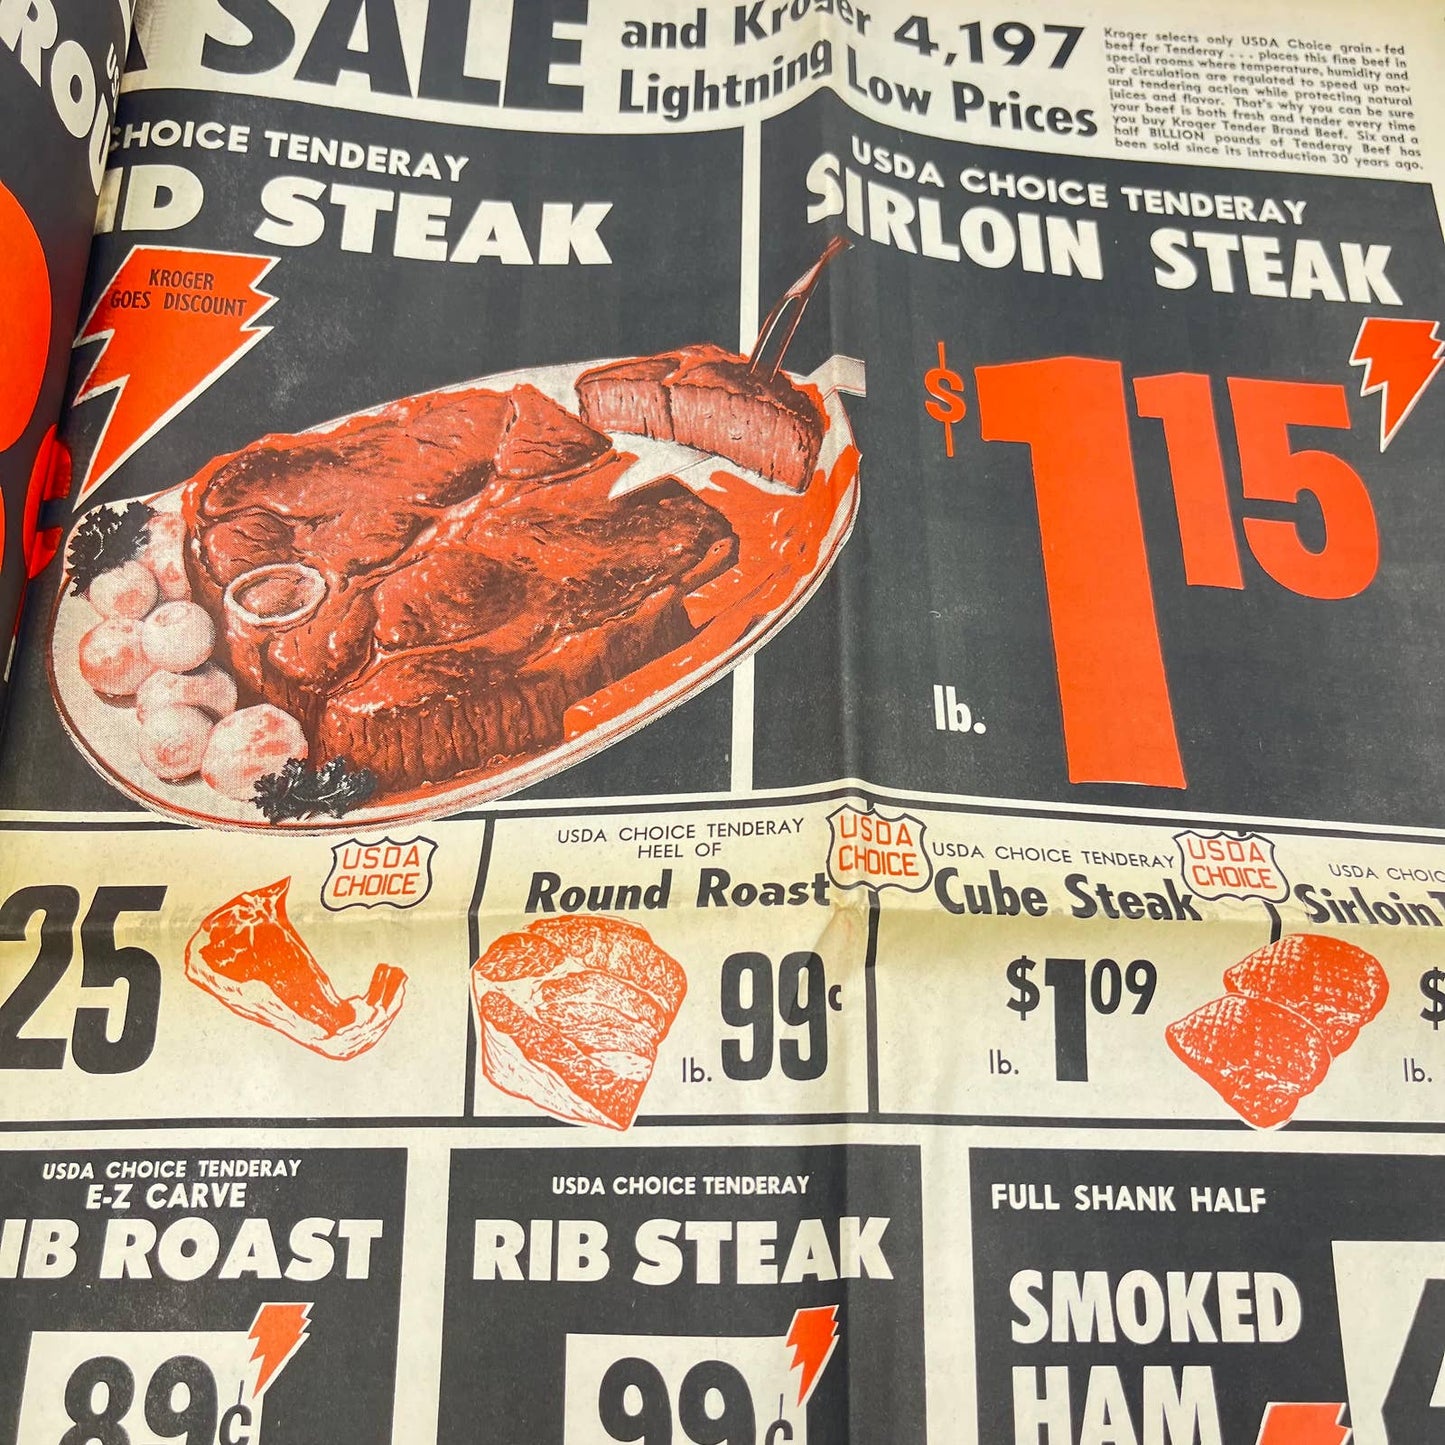 SALE
and Kroger 4,197
Lightning Low Prices
Kroger selects only USDA Choice grain-fed
beef for Tenderay . . . places this fine beef in
special rooms where temperature, humidity and
air circulation are regulated to speed up nat-
ural tendering action while protecting natural
juices and flavor. That's why you can be sure
your beef is both fresh and tender every time
you buy Kroger Tender Brand Beef. Six and a
half BILLION pounds of Tenderay Beef has
been sold since its introduction 30 years ago.
CHOICE TENDERAY
D STEAK
KROGER
GOES DISCOUNT
USDA CHOICE TENDERAY
SIRLOIN STEAK
$1 15
lb.
25
USDA
CHOICE
USDA CHOICE TENDERAY
HEEL OF
Round Roast
lb. 99c
USDA
CHOICE
USDA CHOICE TENDERAY
Cube Steak
lb. $1 09
USDA
CHOICE
USDA CHOIC
Sirloin T
$
lb.
USDA CHOICE TENDERAY
E-Z CARVE
IB ROAST
89¢
USDA CHOICE TENDERAY
RIB STEAK
99¢
FULL SHANK HALF
SMOKED
HAM